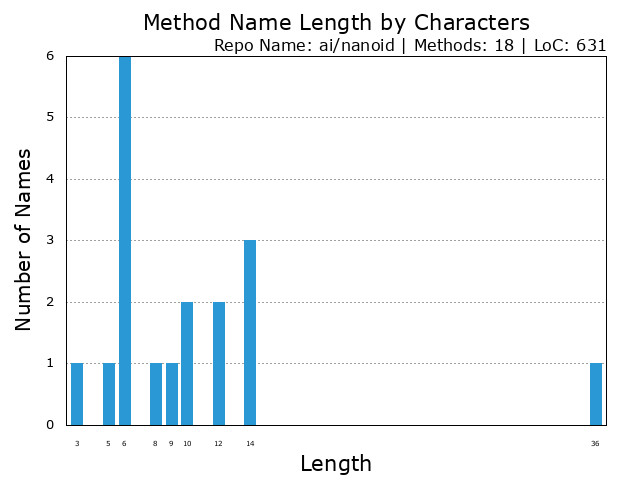 Method Name Length by Characters
Repo Name: ai/nanoid | Methods: 18 | LoC: 631
6
5
4
3
2
1
0
Number of Names
3 5 6 8 9 10 12 14 36
Length